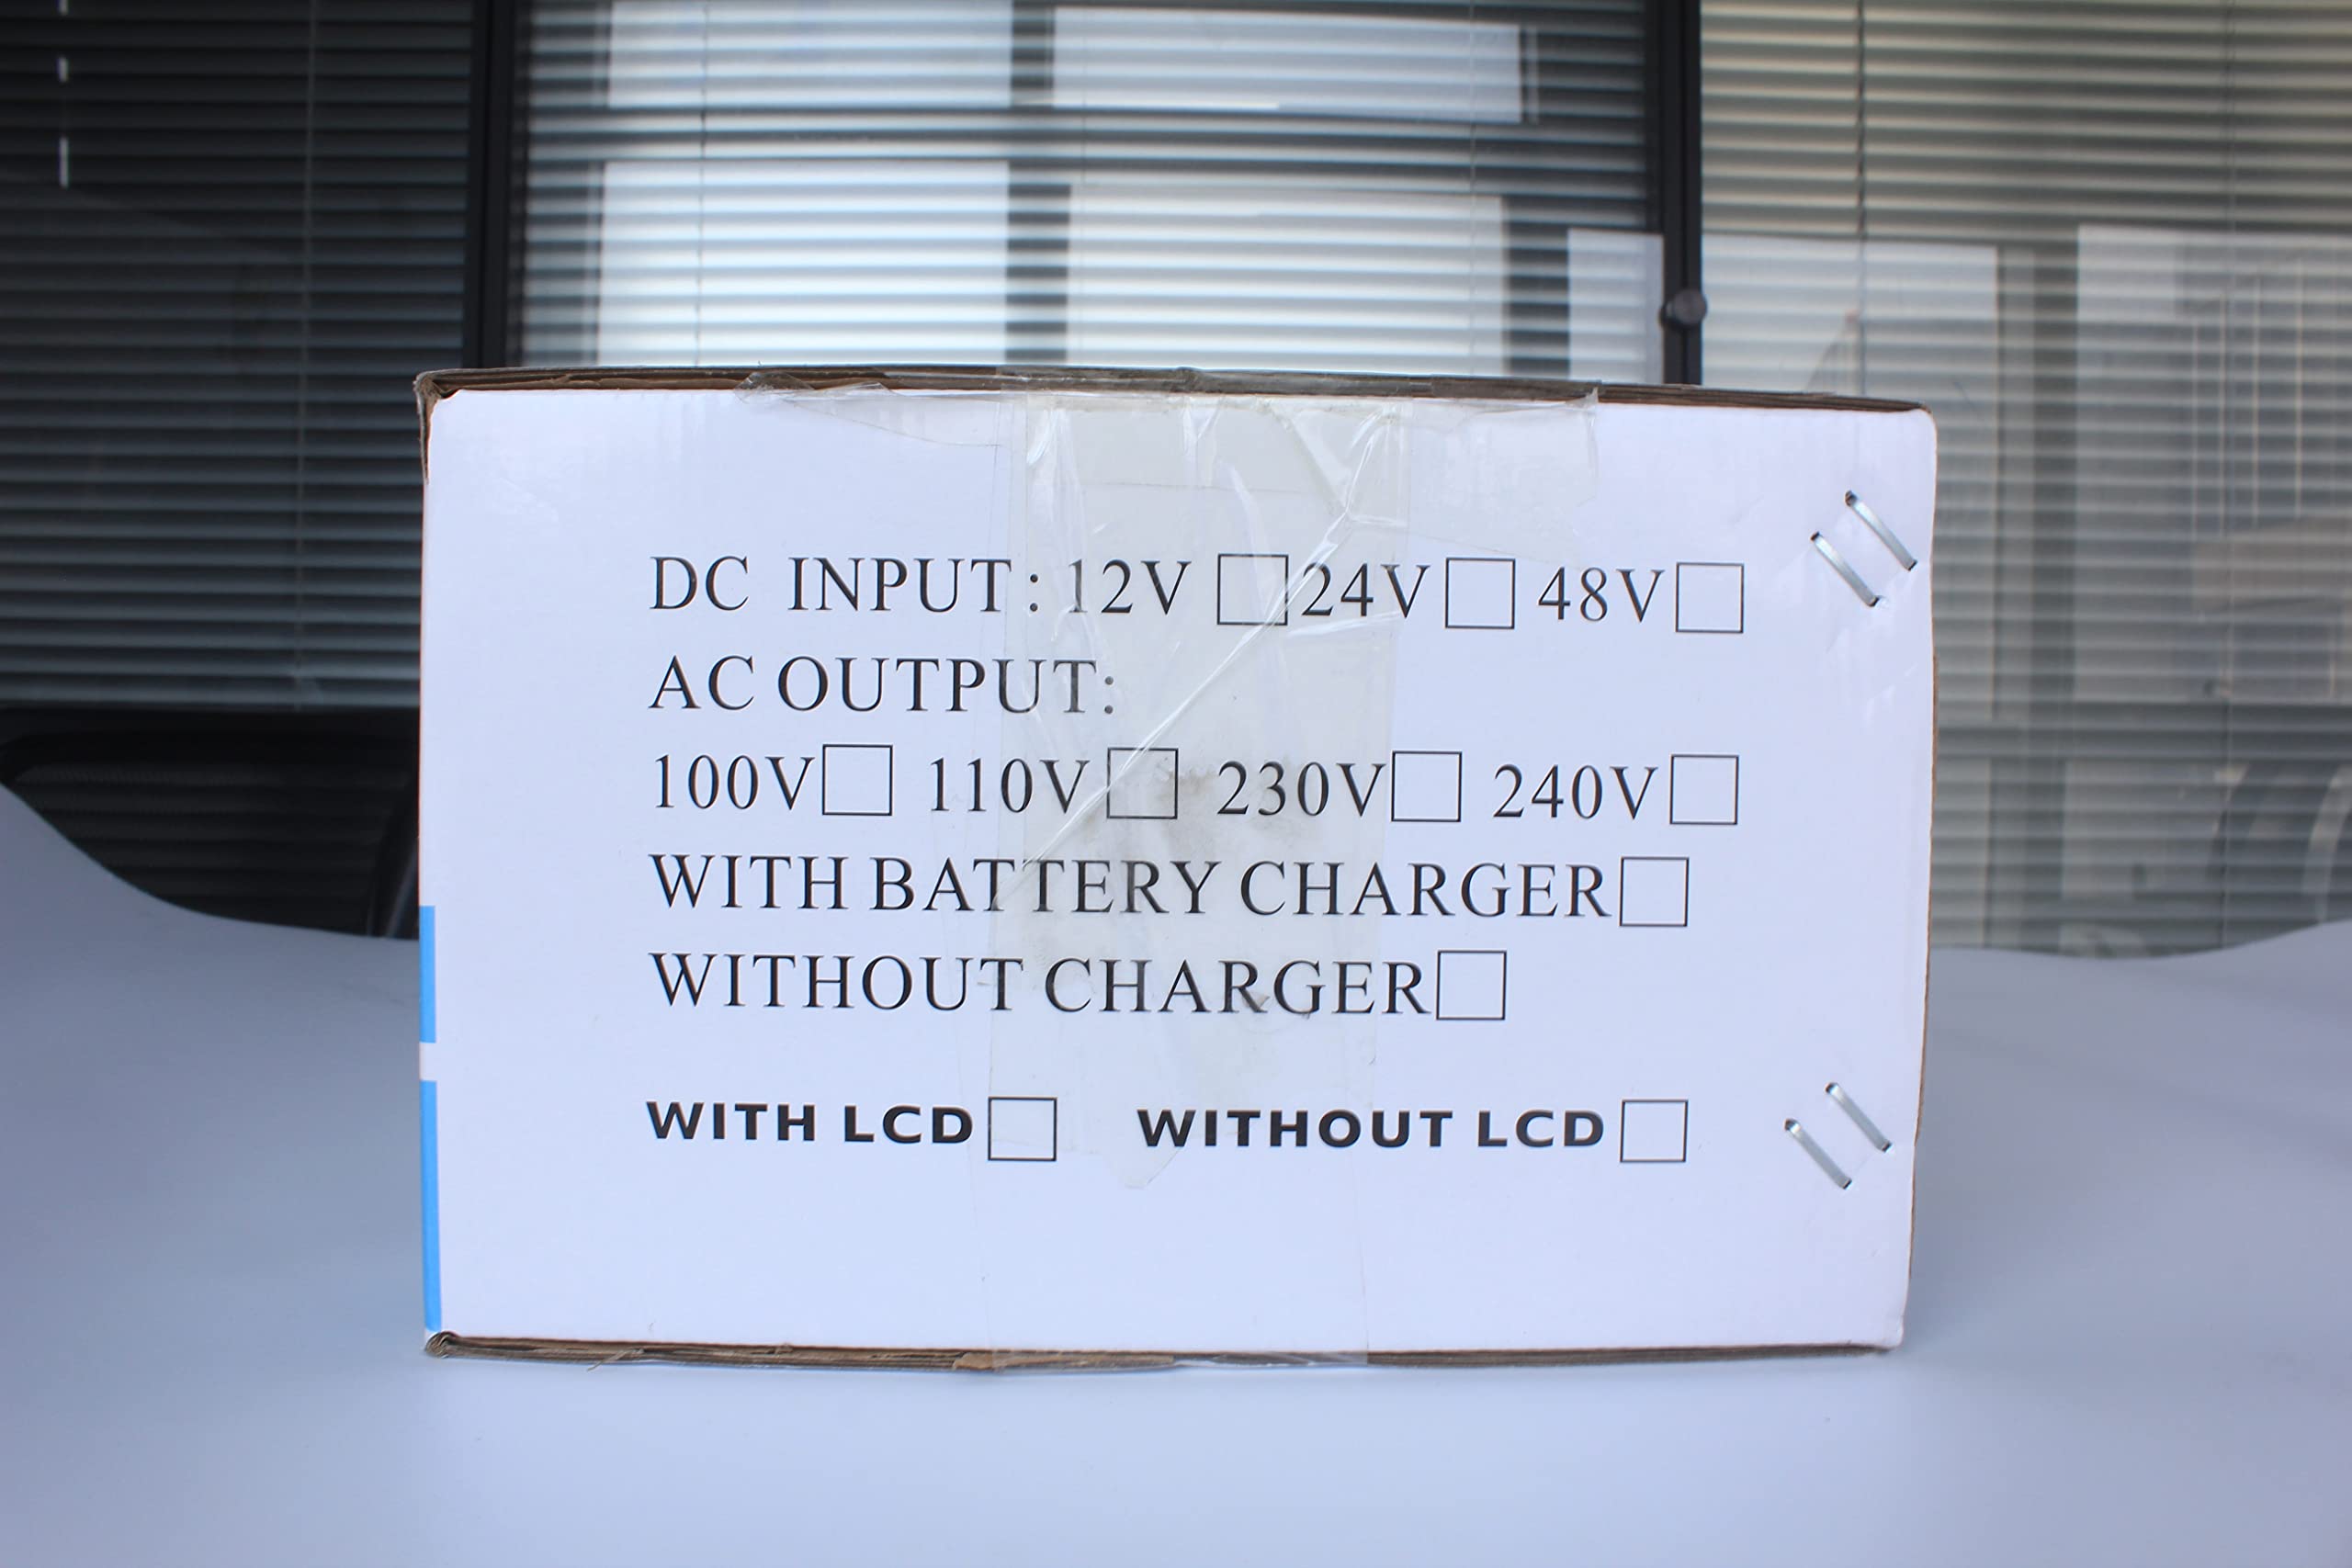 DC INPUT: 12V □ 24V □ 48V □
AC OUTPUT:
100V □ 110V □ 230V □ 240V □
WITH BATTERY CHARGER □
WITHOUT CHARGER □
WITH LCD □ WITHOUT LCD □